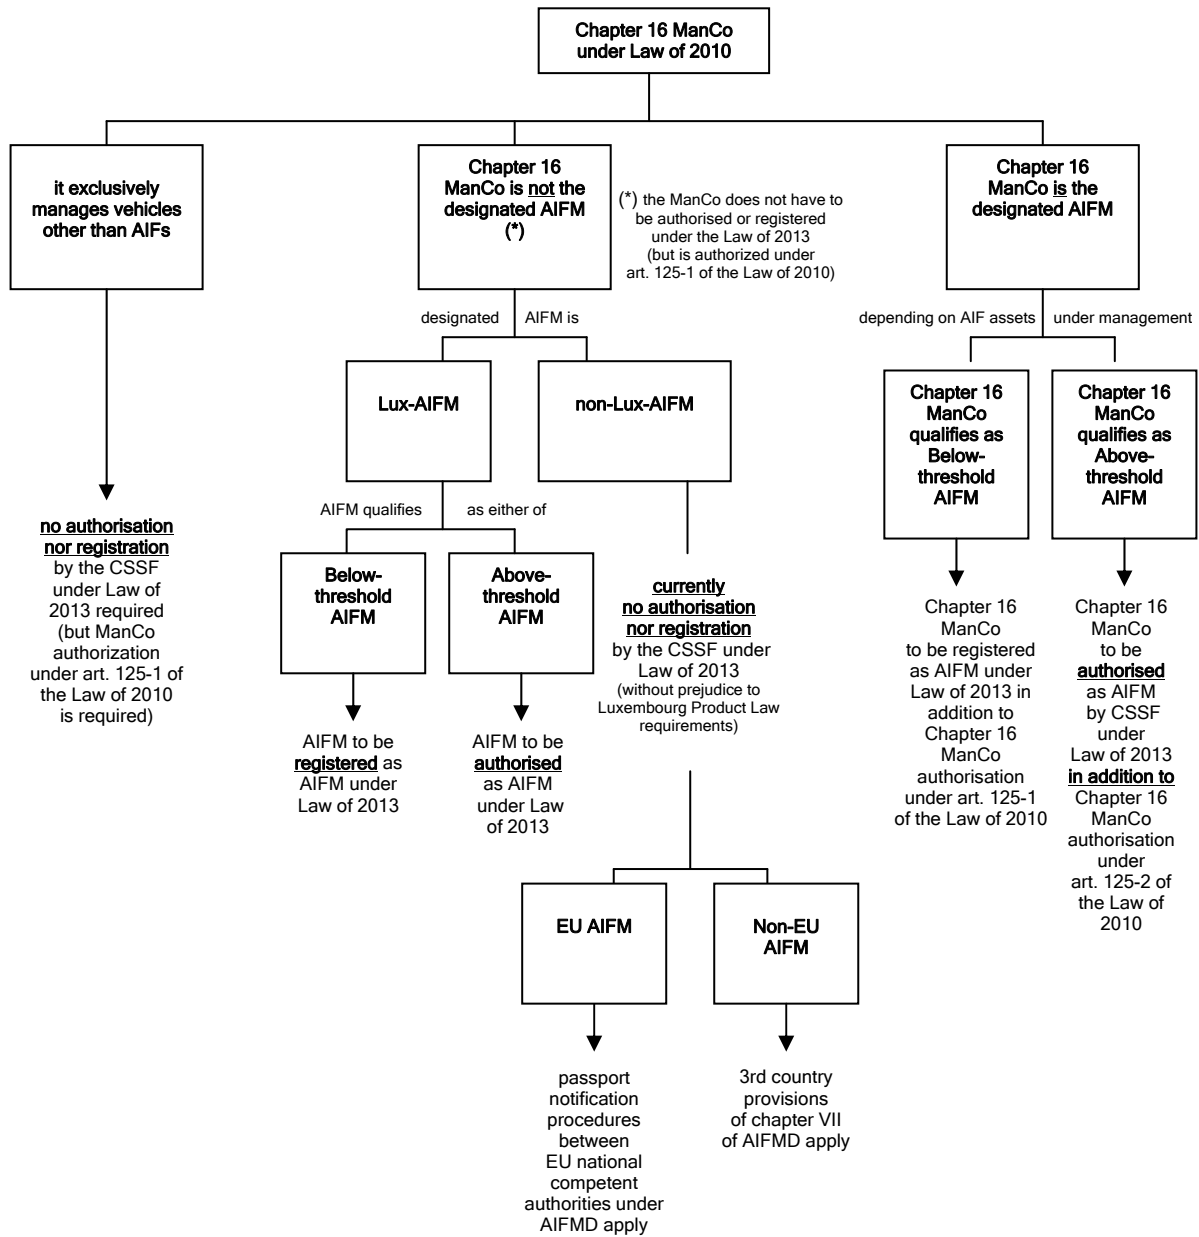 Chapter 16 ManCo
under Law of 2010
it exclusively
manages vehicles
other than AIFs
Chapter 16
ManCo is not the
designated AIFM
(*)
(*) the ManCo does not have to
be authorised or registered
under the Law of 2013
(but is authorized under
art. 125-1 of the Law of 2010)
Chapter 16
ManCo is the
designated AIFM
designated AIFM is
depending on AIF assets under management
Lux-AIFM
non-Lux-AIFM
Chapter 16
ManCo
qualifies as
Below-
threshold
AIFM
Chapter 16
ManCo
qualifies as
Above-
threshold
AIFM
no authorisation
nor registration
by the CSSF
under Law of
2013 required
(but ManCo
authorization
under art. 125-1 of
the Law of 2010
is required)
AIFM qualifies as either of
Below-
threshold
AIFM
Above-
threshold
AIFM
currently
no authorisation
nor registration
by the CSSF under
Law of 2013
(without prejudice to
Luxembourg Product Law
requirements)
Chapter 16
ManCo
to be registered
as AIFM under
Law of 2013 in
addition to
Chapter 16
ManCo
authorisation
under art. 125-1
of the Law of 2010
Chapter 16
ManCo
to be
authorised
as AIFM
by CSSF
under
Law of 2013
in addition to
Chapter 16
ManCo
authorisation
under
art. 125-2 of
the Law of
2010
AIFM to be
registered as
AIFM under
Law of 2013
AIFM to be
authorised
as AIFM
under Law
of 2013
EU AIFM
Non-EU
AIFM
passport
notification
procedures
between
EU national
competent
authorities under
AIFMD apply
3rd country
provisions
of chapter VII
of AIFMD apply